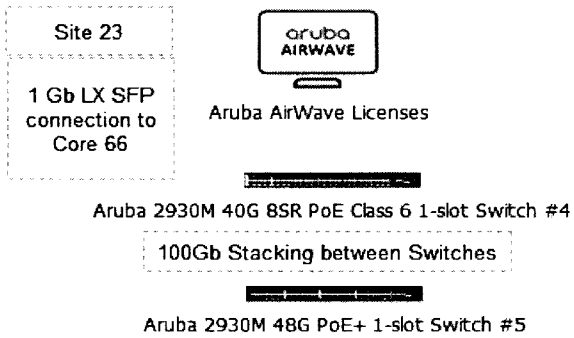 Site 23
1 Gb LX SFP
connection to
Core 66
aruba
AIRWAVE
Aruba AirWave Licenses
Aruba 2930M 40G 8SR PoE Class 6 1-slot Switch #4
100Gb Stacking between Switches
Aruba 2930M 48G PoE+ 1-slot Switch #5